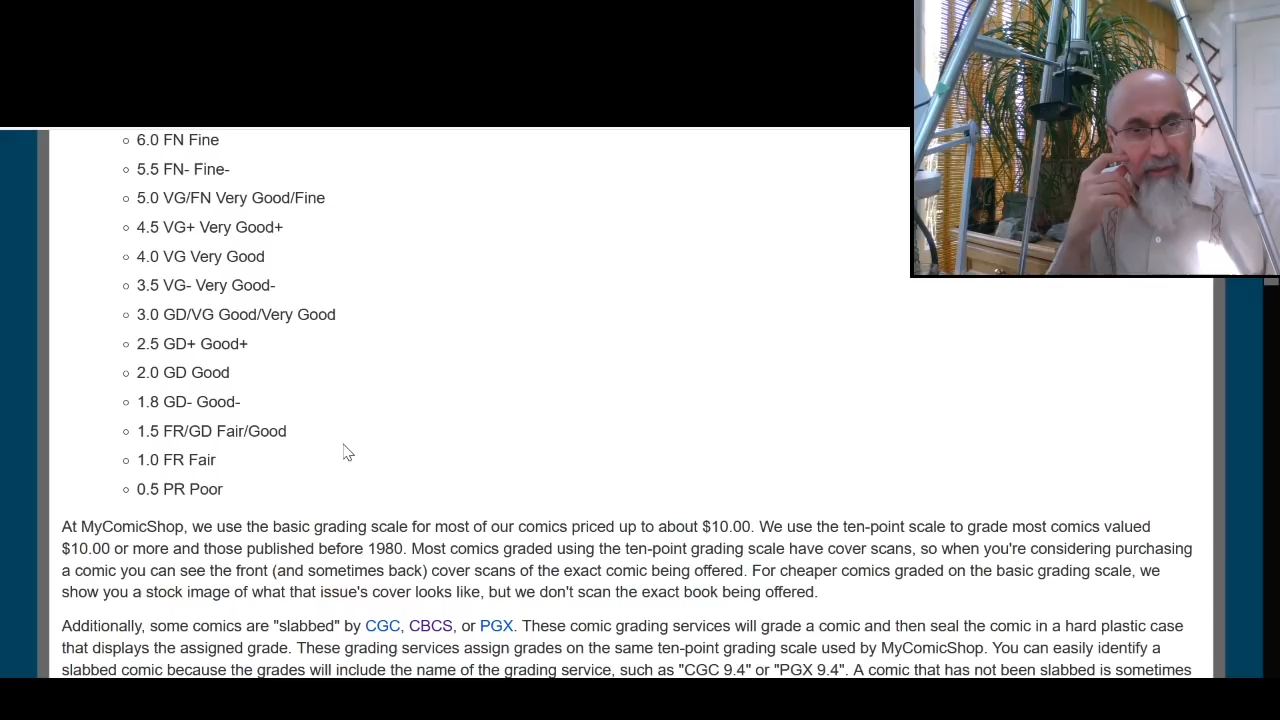 6.0 FN Fine
5.5 FN- Fine-
5.0 VG/FN Very Good/Fine
4.5 VG+ Very Good+
4.0 VG Very Good
3.5 VG- Very Good-
3.0 GD/VG Good/Very Good
2.5 GD+ Good+
2.0 GD Good
1.8 GD- Good-
1.5 FR/GD Fair/Good
1.0 FR Fair
0.5 PR Poor
At MyComicShop, we use the basic grading scale for most of our comics priced up to about $10.00. We use the ten-point scale to grade most comics valued
$10.00 or more and those published before 1980. Most comics graded using the ten-point grading scale have cover scans, so when you're considering purchasing
a comic you can see the front (and sometimes back) cover scans of the exact comic being offered. For cheaper comics graded on the basic grading scale, we
show you a stock image of what that issue's cover looks like, but we don't scan the exact book being offered.
Additionally, some comics are "slabbed" by CGC, CBCS, or PGX. These comic grading services will grade a comic and then seal the comic in a hard plastic case
that displays the assigned grade. These grading services assign grades on the same ten-point grading scale used by MyComicShop. You can easily identify a
slabbed comic because the grades will include the name of the grading service, such as "CGC 9.4" or "PGX 9.4". A comic that has not been slabbed is sometimes